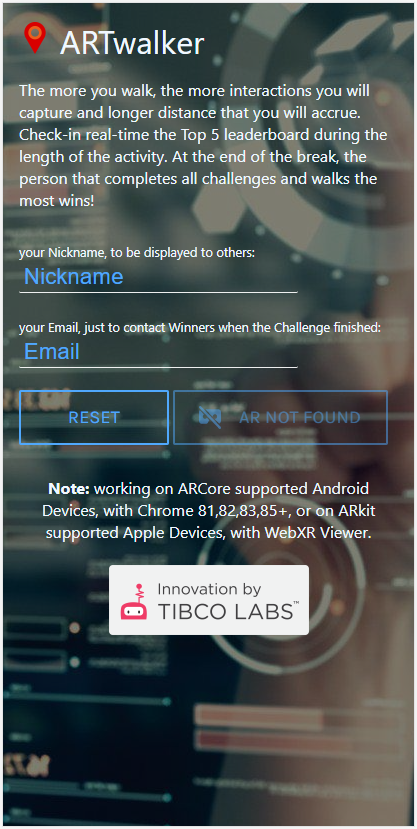 ARTwalker
The more you walk, the more interactions you will
capture and longer distance that you will accrue.
Check-in real-time the Top 5 leaderboard during the
length of the activity. At the end of the break, the
person that completes all challenges and walks the
most wins!
your Nickname, to be displayed to others:
Nickname
your Email, just to contact Winners when the Challenge finished:
Email
RESET AR NOT FOUND
Note: working on ARCore supported Android
Devices, with Chrome 81,82,83,85+, or on ARkit
supported Apple Devices, with WebXR Viewer.
Innovation by
TIBCO LABS™